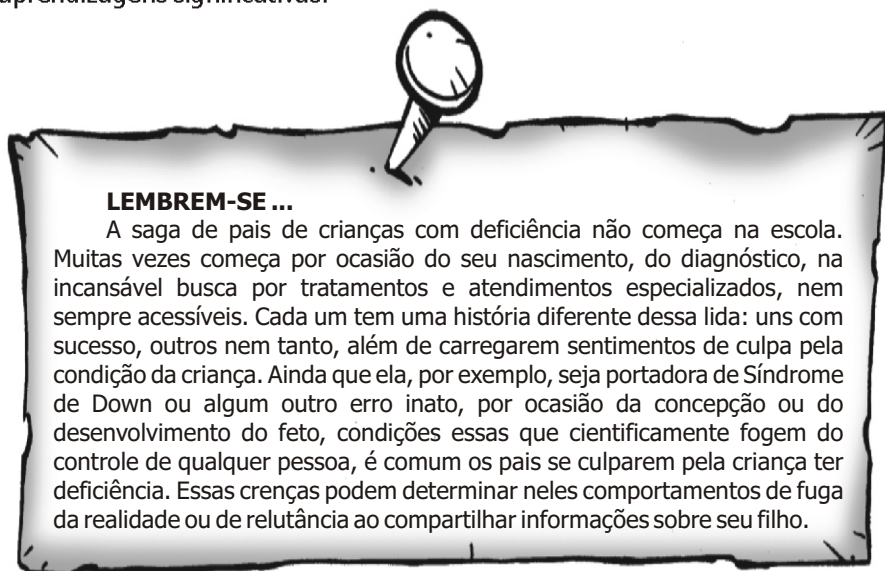 aprendizagens significativas.
LEMBREM-SE ...
A saga de pais de crianças com deficiência não começa na escola.
Muitas vezes começa por ocasião do seu nascimento, do diagnóstico, na
incansável busca por tratamentos e atendimentos especializados, nem
sempre acessíveis. Cada um tem uma história diferente dessa lida: uns com
sucesso, outros nem tanto, além de carregarem sentimentos de culpa pela
condição da criança. Ainda que ela, por exemplo, seja portadora de Síndrome
de Down ou algum outro erro inato, por ocasião da concepção ou do
desenvolvimento do feto, condições essas que cientificamente fogem do
controle de qualquer pessoa, é comum os pais se culparem pela criança ter
deficiência. Essas crenças podem determinar neles comportamentos de fuga
da realidade ou de relutância ao compartilhar informações sobre seu filho.